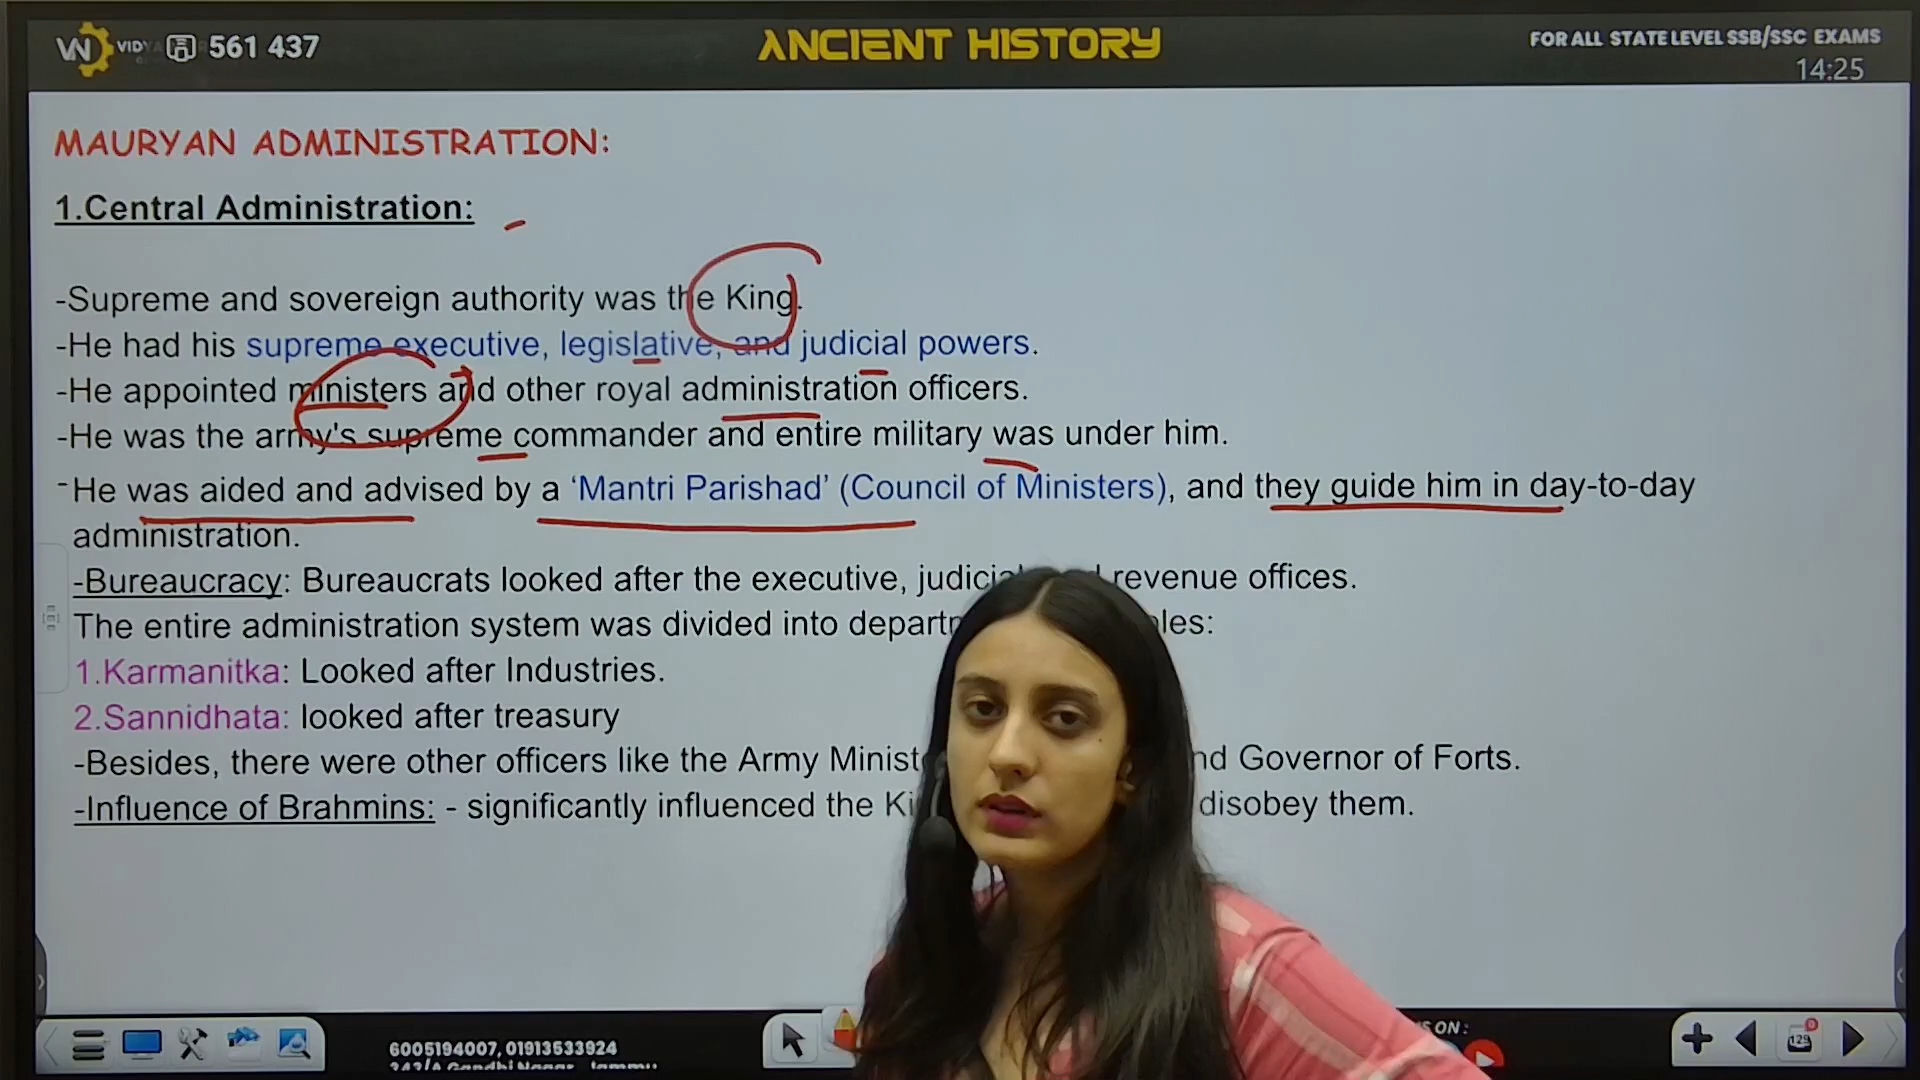 VN VID 561 437
ANCIENT HISTORY
FOR ALL STATE LEVEL SSB/SSC EXAMS
14:25
MAURYAN ADMINISTRATION:
1.Central Administration:
-Supreme and sovereign authority was the King.
-He had his supreme executive, legislative, and judicial powers.
-He appointed ministers and other royal administration officers.
-He was the army's supreme commander and entire military was under him.
-He was aided and advised by a ‘Mantri Parishad’ (Council of Ministers), and they guide him in day-to-day
administration.
-Bureaucracy: Bureaucrats looked after the executive, revenue offices.
The entire administration system was divided into
1.Karmanitka: Looked after Industries.
2.Sannidhata: looked after treasury
-Besides, there were other officers like the Army Governor of Forts.
-Influence of Brahmins: - significantly influenced the disobey them.
6005194007, 01913533924
ON :
129